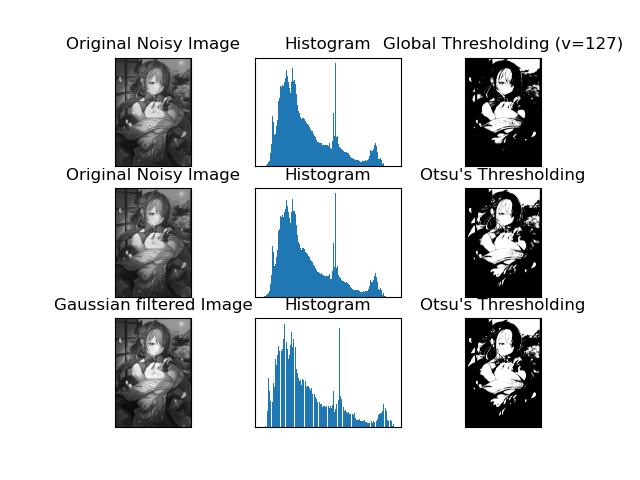 Original Noisy Image
Histogram
Global Thresholding (v=127)
Original Noisy Image
Histogram
Otsu's Thresholding
Gaussian filtered Image
Histogram
Otsu's Thresholding